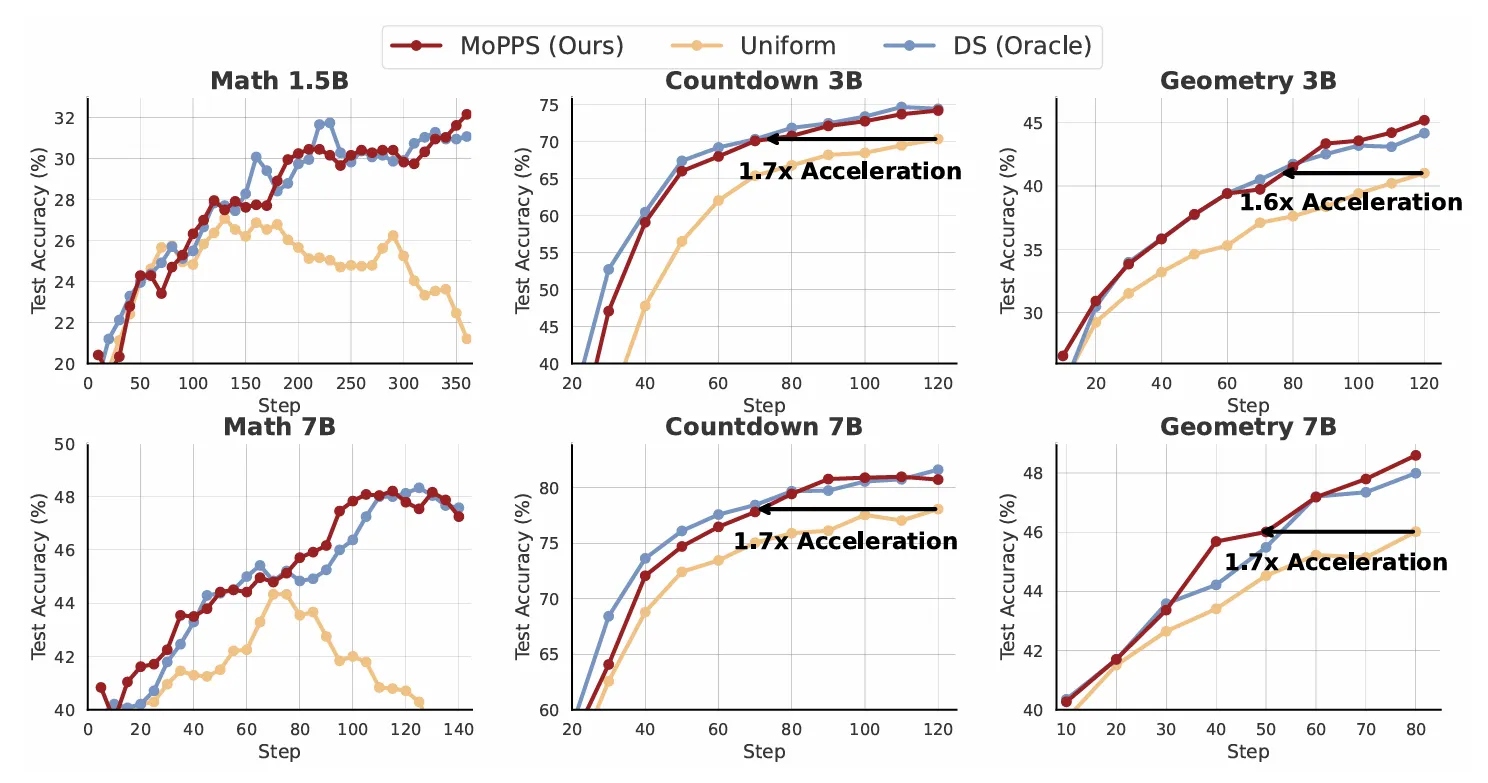 MoPPS (Ours) Uniform DS (Oracle)
Math 1.5B
Test Accuracy (%)
32
30
28
26
24
22
20
0 50 100 150 200 250 300 350
Step
Countdown 3B
Test Accuracy (%)
75
70
65
60
55
50
45
40
1.7x Acceleration
20 40 60 80 100 120
Step
Geometry 3B
Test Accuracy (%)
45
40
35
30
1.6x Acceleration
20 40 60 80 100 120
Step
Math 7B
Test Accuracy (%)
50
48
46
44
42
40
0 20 40 60 80 100 120 140
Step
Countdown 7B
Test Accuracy (%)
80
75
70
65
60
1.7x Acceleration
20 40 60 80 100 120
Step
Geometry 7B
Test Accuracy (%)
48
46
44
42
40
1.7x Acceleration
10 20 30 40 50 60 70 80
Step